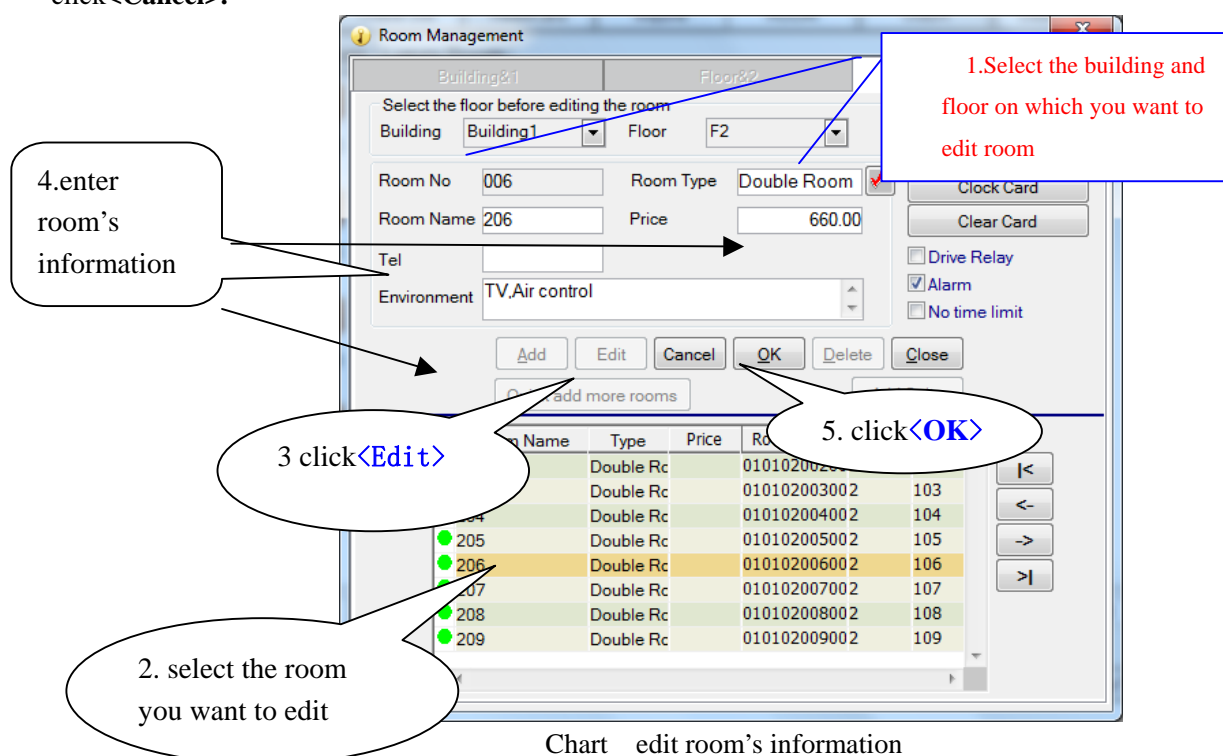 click<Cancel>.
Room Management
Building&1 Floor&2
1.Select the building and
floor on which you want to
edit room
Select the floor before editing the room
Building Building1 Floor F2
4.enter
room's
information
Room No 006 Room Type Double Room
Clock Card
Room Name 206 Price 660.00
Clear Card
Tel
Drive Relay
Environment TV,Air control
Alarm
No time limit
Add Edit Cancel OK Delete Close
add more rooms
3 click<Edit>
5. click<OK>
Name Type Price
Double Rc
Double Rc 010102003002 103
Double Rc 010102004002 104
205 Double Rc 010102005002 105
206 Double Rc 010102006002 106
207 Double Rc 010102007002 107
208 Double Rc 010102008002 108
209 Double Rc 010102009002 109
|<
<-
->
>|
2. select the room
you want to edit
Chart edit room's information